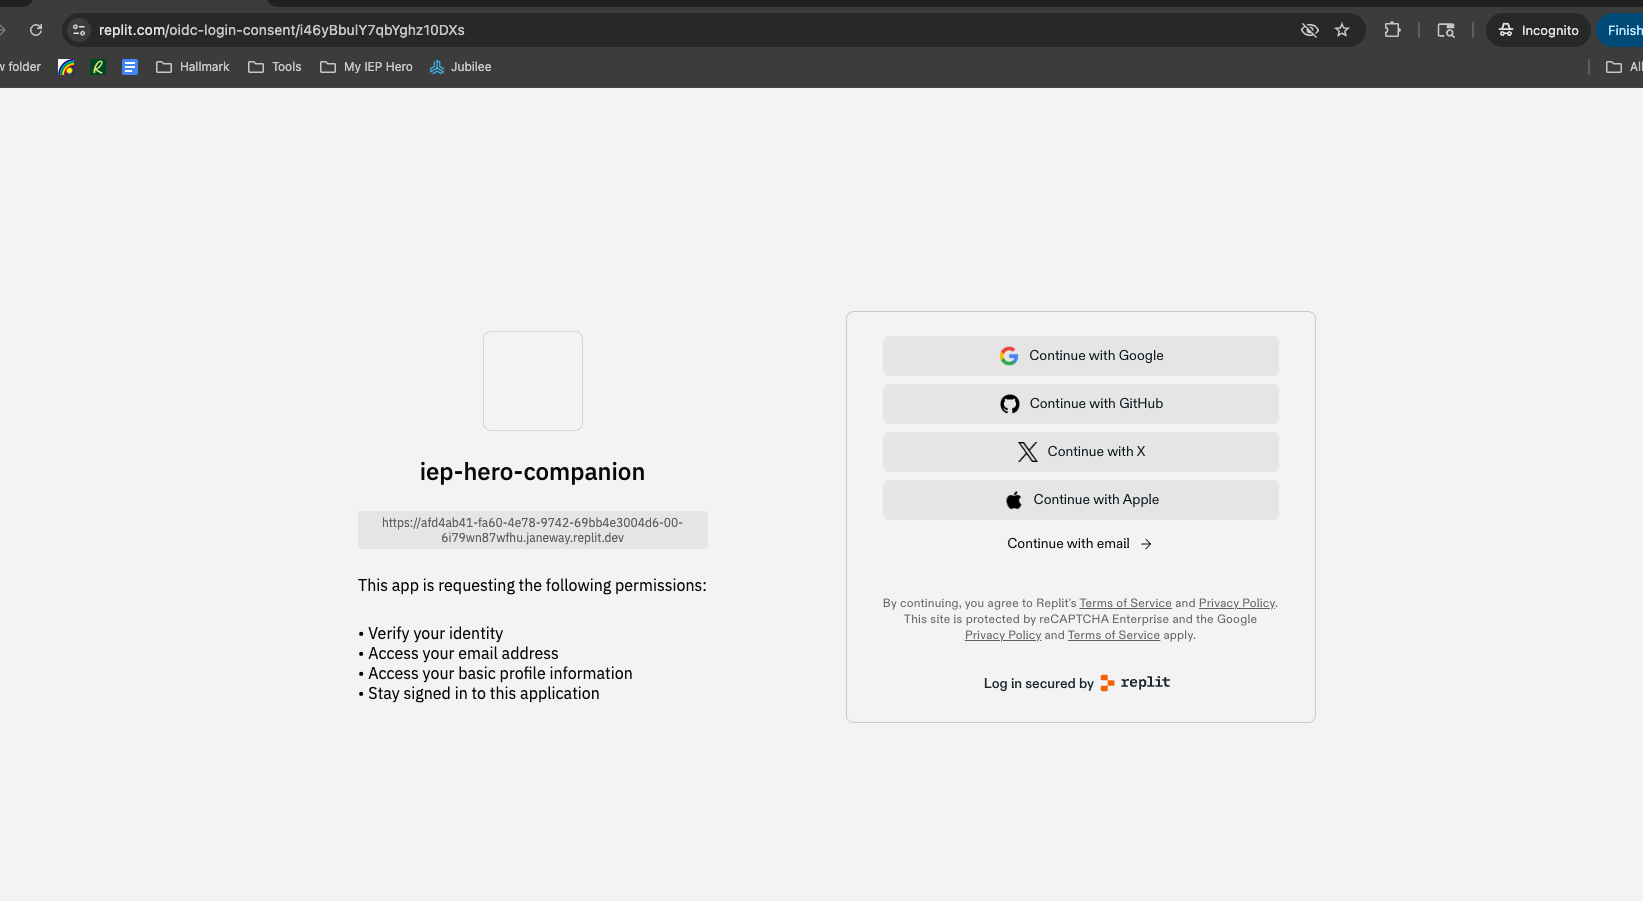 replit.com/oidc-login-consent/i46yBbulY7qbYghz10DXs
Incognito
Finish
folder
Hallmark
Tools
My IEP Hero
Jubilee
All
iep-hero-companion
https://afd4ab41-fa60-4e78-9742-69bb4e3004d6-00-
6i79wn87wfhu.janeway.replit.dev
This app is requesting the following permissions:
• Verify your identity
• Access your email address
• Access your basic profile information
• Stay signed in to this application
Continue with Google
Continue with GitHub
Continue with X
Continue with Apple
Continue with email →
By continuing, you agree to Replit's Terms of Service and Privacy Policy.
This site is protected by reCAPTCHA Enterprise and the Google
Privacy Policy and Terms of Service apply.
Log in secured by replit